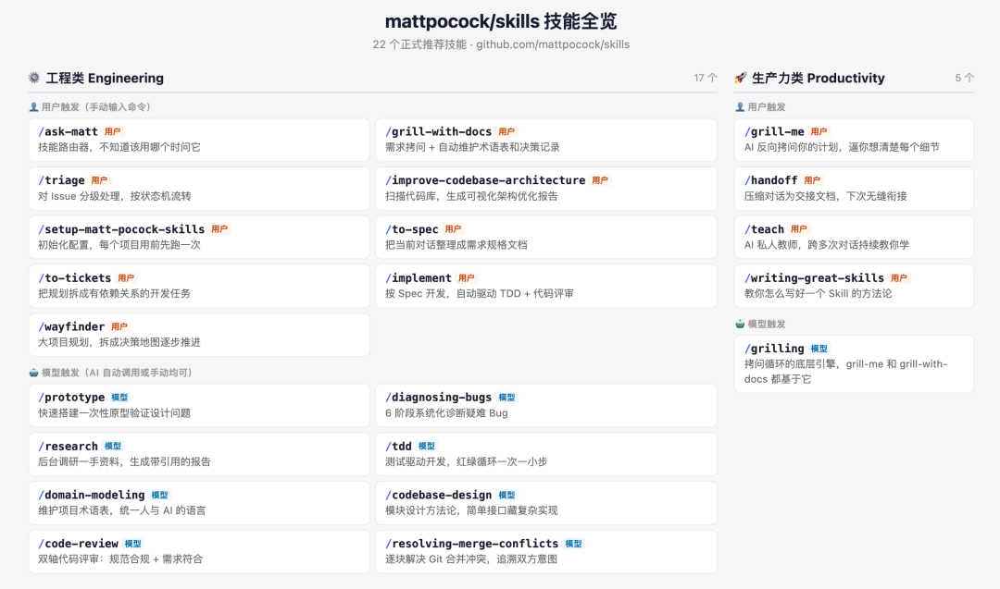 mattpocock/skills 技能全览
22 个正式推荐技能 · github.com/mattpocock/skills
工程类 Engineering
17 个
用户触发（手动输入命令）
/ask-matt 用户
技能路由器，不知道该用哪个时问它
/grill-with-docs 用户
需求拷问 + 自动维护术语表和决策记录
/triage 用户
对 Issue 分级处理，按状态机流转
/improve-codebase-architecture 用户
扫描代码库，生成可视化架构优化报告
/setup-matt-pocock-skills 用户
初始化配置，每个项目用前先跑一次
/to-spec 用户
把当前对话整理成需求规格文档
/to-tickets 用户
把规划拆成有依赖关系的开发任务
/implement 用户
按 Spec 开发，自动驱动 TDD + 代码评审
/wayfinder 用户
大项目规划，拆成决策地图逐步推进
模型触发（AI 自动调用或手动均可）
/prototype 模型
快速搭建一次性原型验证设计问题
/diagnosing-bugs 模型
6 阶段系统化诊断疑难 Bug
/research 模型
后台调研一手资料，生成带引用的报告
/tdd 模型
测试驱动开发，红绿循环一次一小步
/domain-modeling 模型
维护项目术语表，统一人与 AI 的语言
/codebase-design 模型
模块设计方法论，简单接口藏复杂实现
/code-review 模型
双轴代码评审：规范合规 + 需求符合
/resolving-merge-conflicts 模型
逐块解决 Git 合并冲突，追溯双方意图
生产力类 Productivity
5 个
用户触发
/grill-me 用户
AI 反向拷问你的计划，逼你想清楚每个细节
/handoff 用户
压缩对话为交接文档，下次无缝衔接
/teach 用户
AI 私人教师，跨多次对话持续教你学
/writing-great-skills 用户
教你怎么写好一个 Skill 的方法论
模型触发
/grilling 模型
拷问循环的底层引擎，grill-me 和 grill-with-
docs 都基于它